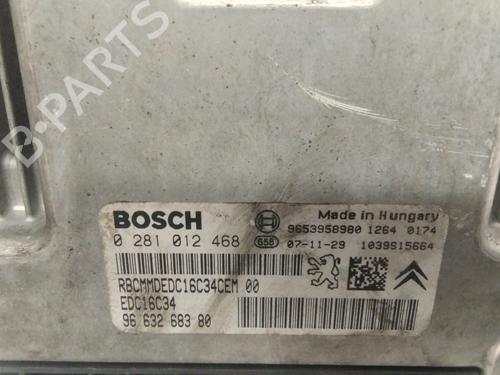 BOSCH
0 281 012 468
Made in Hungary
9653958980 1264 0174
G5B 07-11-29 1039S15664
RBCMMDEDC16C34CEM 00
EDC16C34
96 632 683 80
B-PARTS